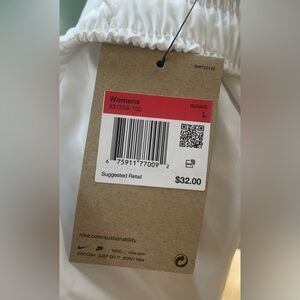 Womens
831558-100
RUNNING
L
6 75911 77009 2
Suggested Retail
$32.00
nike.com/sustainability